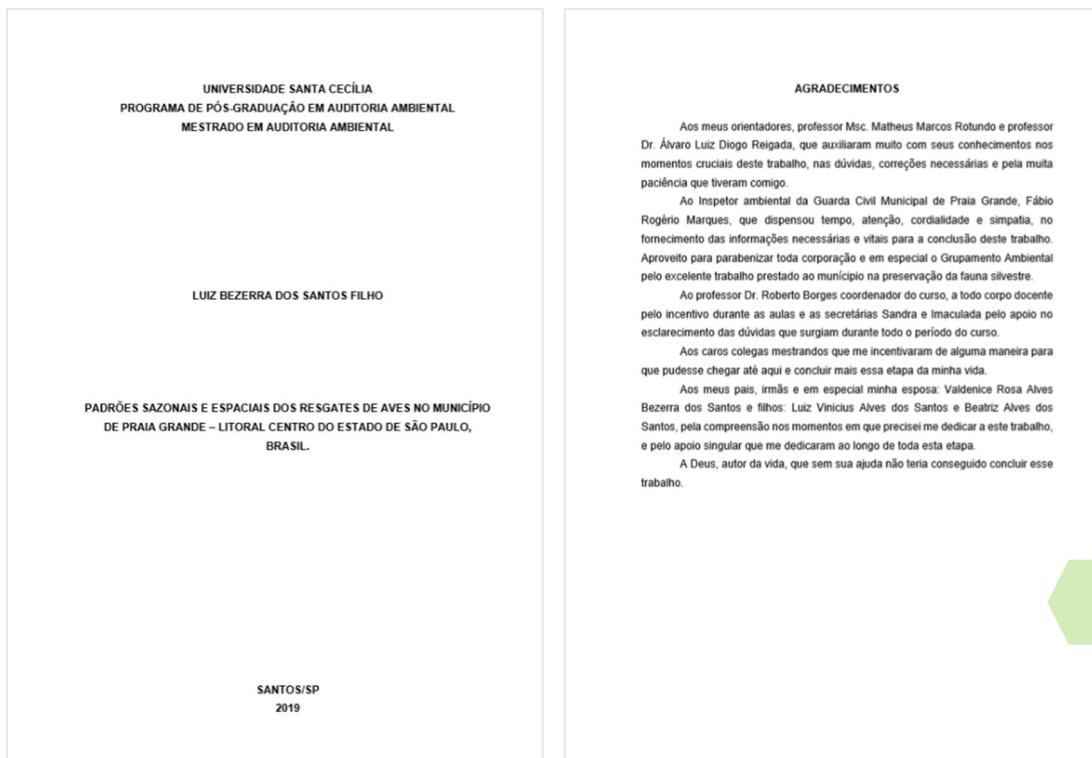 UNIVERSIDADE SANTA CECÍLIA
PROGRAMA DE PÓS-GRADUAÇÃO EM AUDITORIA AMBIENTAL
MESTRADO EM AUDITORIA AMBIENTAL
LUIZ BEZERRA DOS SANTOS FILHO
PADRÕES SAZONAIS E ESPACIAIS DOS RESGATES DE AVES NO MUNICÍPIO
DE PRAIA GRANDE – LITORAL CENTRO DO ESTADO DE SÃO PAULO,
BRASIL.
SANTOS/SP
2019
AGRADECIMENTOS
Aos meus orientadores, professor Msc. Matheus Marcos Rotundo e professor
Dr. Álvaro Luiz Diogo Reigada, que auxiliaram muito com seus conhecimentos nos
momentos cruciais deste trabalho, nas dúvidas, correções necessárias e pela muita
paciência que tiveram comigo.
Ao Inspetor ambiental da Guarda Civil Municipal de Praia Grande, Fábio
Rogério Marques, que dispensou tempo, atenção, cordialidade e simpatia, no
fornecimento das informações necessárias e vitais para a conclusão deste trabalho.
Aproveito para parabenizar toda corporação e em especial o Grupamento Ambiental
pelo excelente trabalho prestado ao munícipio na preservação da fauna silvestre.
Ao professor Dr. Roberto Borges coordenador do curso, a todo corpo docente
pelo incentivo durante as aulas e as secretárias Sandra e Imaculada pelo apoio no
esclarecimento das dúvidas que surgiam durante todo o período do curso.
Aos caros colegas mestrandos que me incentivaram de alguma maneira para
que pudesse chegar até aqui e concluir mais essa etapa da minha vida.
Aos meus pais, irmãs e em especial minha esposa: Valdenice Rosa Alves
Bezerra dos Santos e filhos: Luiz Vinicius Alves dos Santos e Beatriz Alves dos
Santos, pela compreensão nos momentos em que precisei me dedicar a este trabalho,
e pelo apoio singular que me dedicaram ao longo de toda esta etapa.
A Deus, autor da vida, que sem sua ajuda não teria conseguido concluir esse
trabalho.